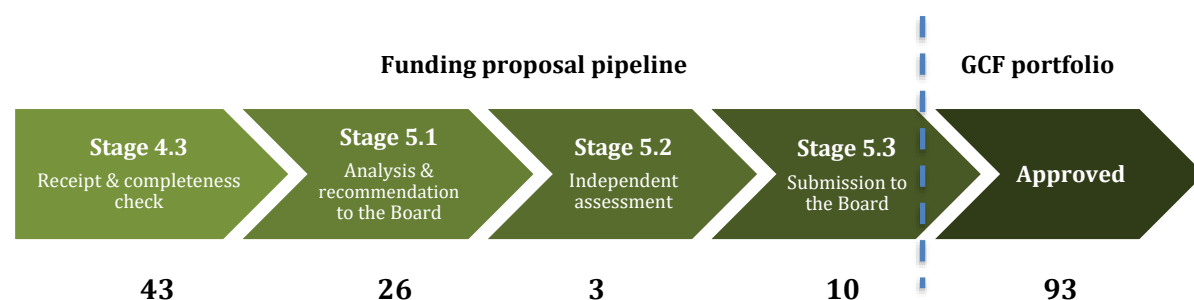 Funding proposal pipeline
GCF portfolio
Stage 4.3
Receipt & completeness
check
Stage 5.1
Analysis &
recommendation
to the Board
Stage 5.2
Independent
assessment
Stage 5.3
Submission to
the Board
Approved
43
26
3
10
93